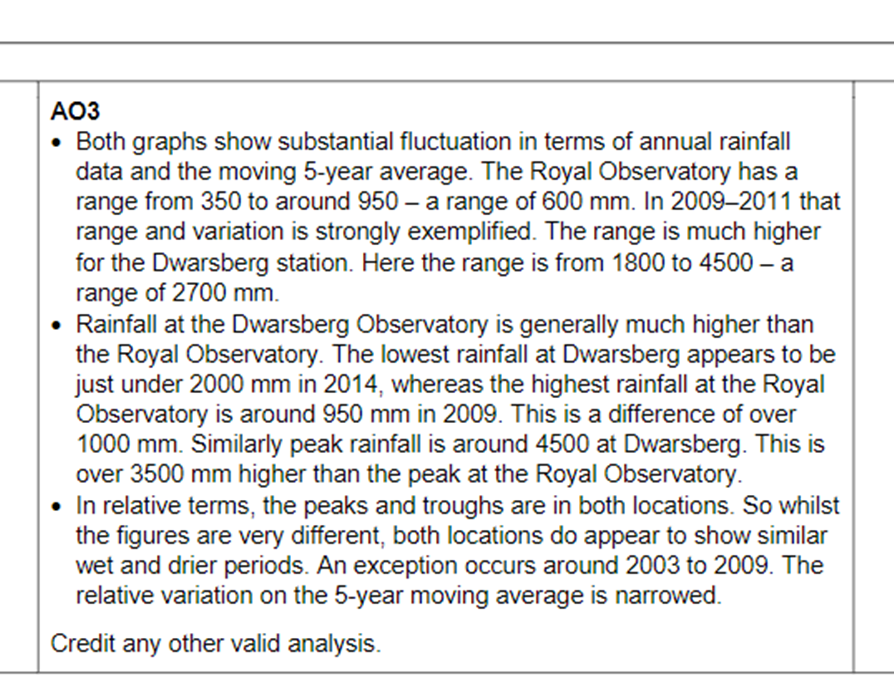 AO3
• Both graphs show substantial fluctuation in terms of annual rainfall
data and the moving 5-year average. The Royal Observatory has a
range from 350 to around 950 – a range of 600 mm. In 2009–2011 that
range and variation is strongly exemplified. The range is much higher
for the Dwarsberg station. Here the range is from 1800 to 4500 – a
range of 2700 mm.
• Rainfall at the Dwarsberg Observatory is generally much higher than
the Royal Observatory. The lowest rainfall at Dwarsberg appears to be
just under 2000 mm in 2014, whereas the highest rainfall at the Royal
Observatory is around 950 mm in 2009. This is a difference of over
1000 mm. Similarly peak rainfall is around 4500 at Dwarsberg. This is
over 3500 mm higher than the peak at the Royal Observatory.
• In relative terms, the peaks and troughs are in both locations. So whilst
the figures are very different, both locations do appear to show similar
wet and drier periods. An exception occurs around 2003 to 2009. The
relative variation on the 5-year moving average is narrowed.
Credit any other valid analysis.